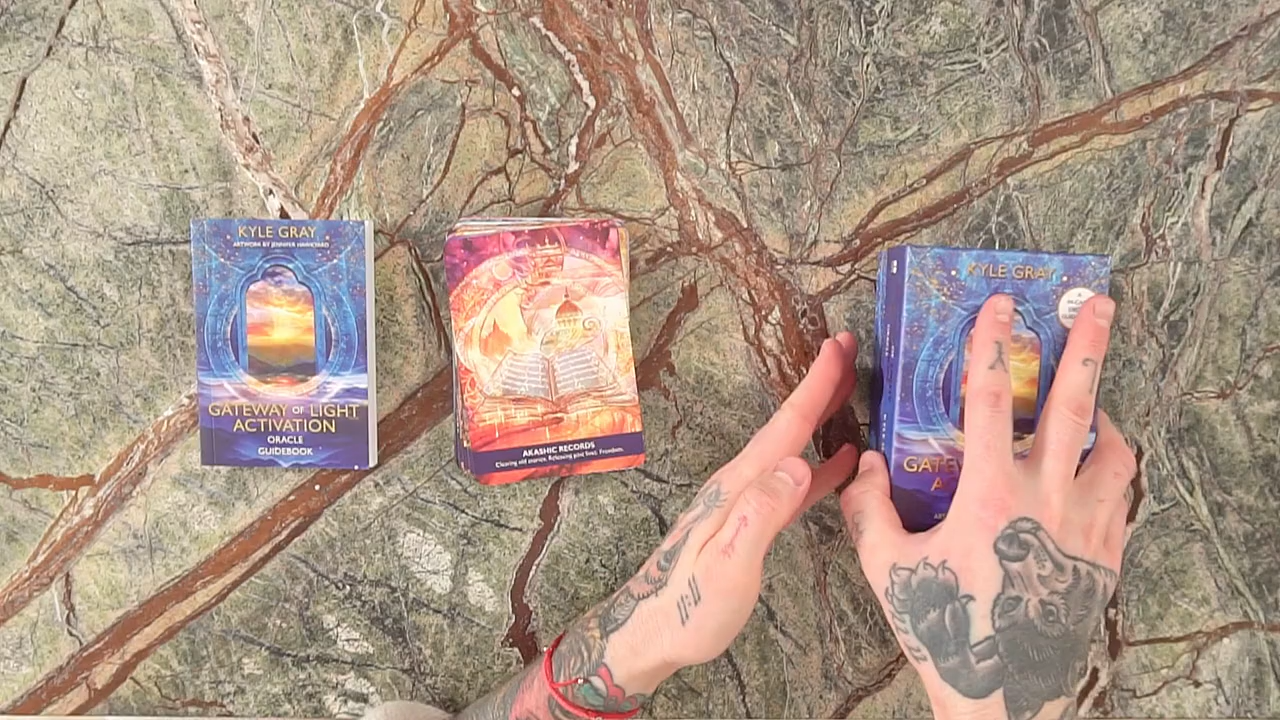 KYLE GRAY
ARTWORK BY JENNIFER HAWKYARD
GATEWAY OF LIGHT
ACTIVATION
ORACLE
GUIDEBOOK
AKASHIC RECORDS
Clearing old stories. Releasing past lives. Freedom.
KYLE GRAY